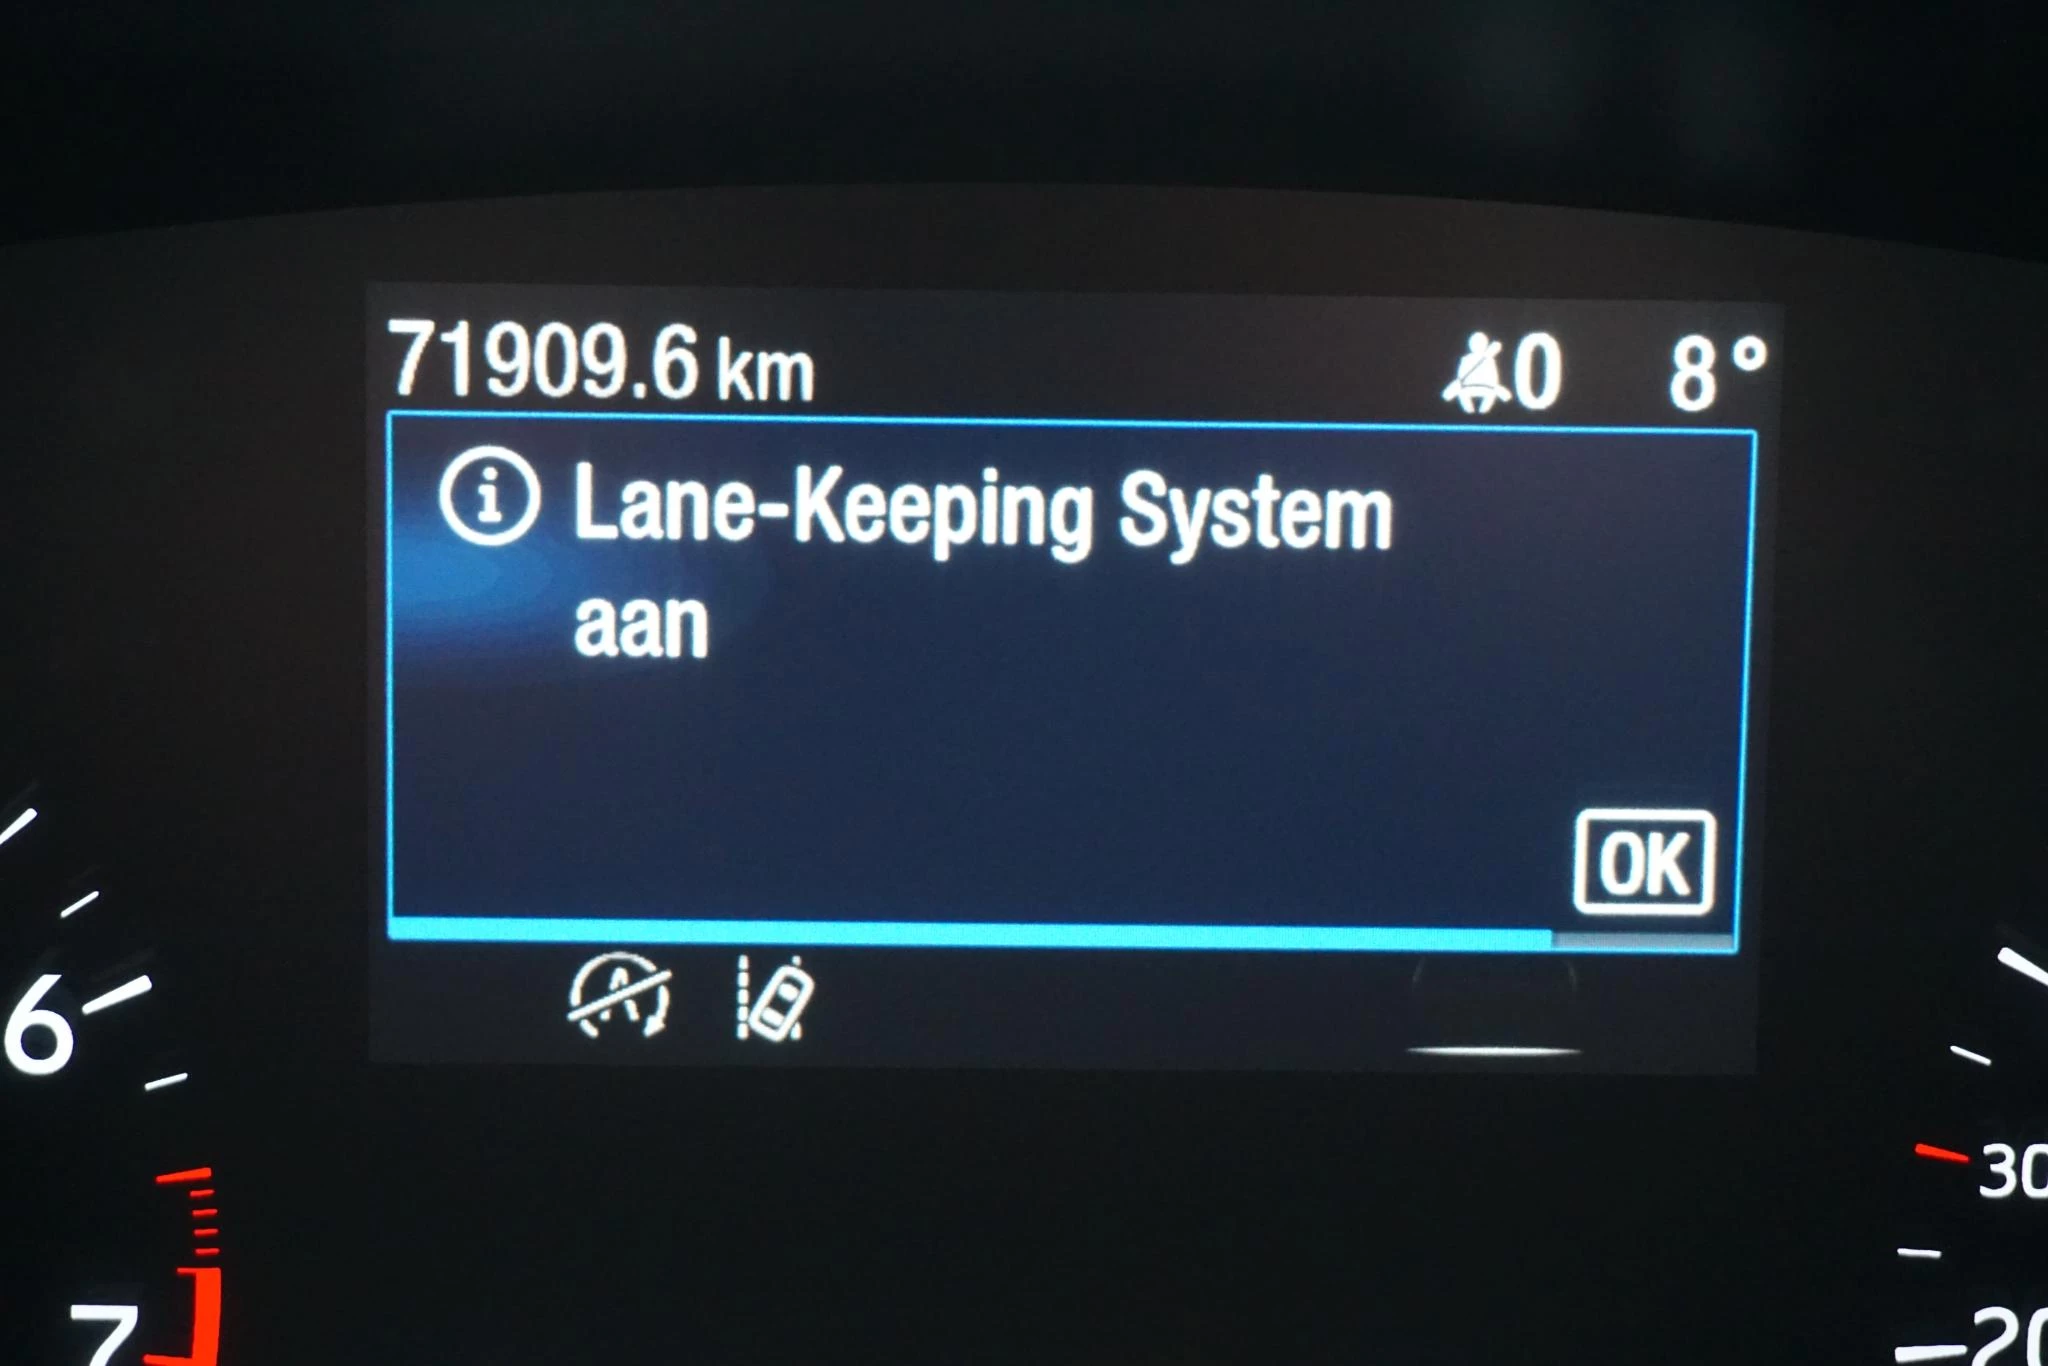 71909.6 km 0 8°
Lane-Keeping System
aan
OK
6
7
30
20